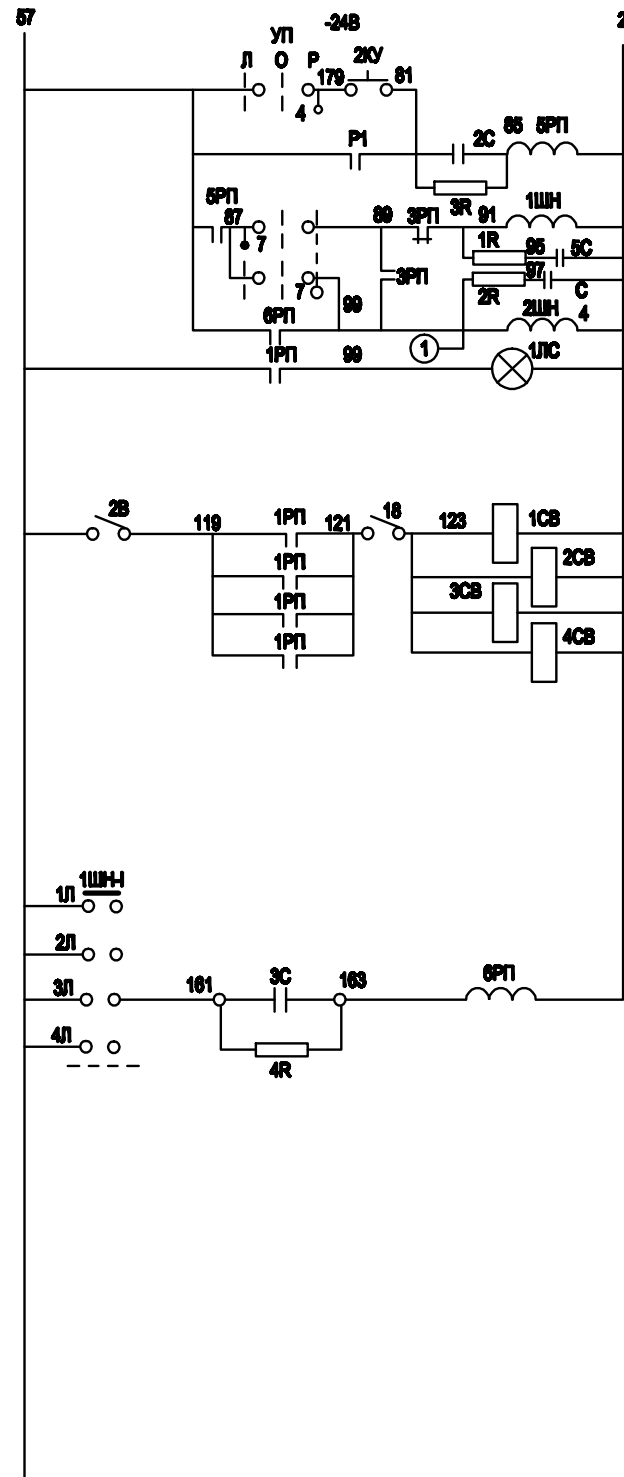 57 -24В 2
УП
Л О Р 2КУ
179 81
4
Р1 2С 85 5РП
3R
5РП 87 89 3РП 91 1ШН
7 1R 95 5С
3РП 97
7 99 2R С
6РП 2ШН 4
1
1РП 99 1ЛС
2В 119 1РП 121 18 123 1СВ
1РП 2СВ
1РП 3СВ
1РП 4СВ
1ШН-I
1Л
2Л
3Л 161 3С 163 6РП
4Л
4R